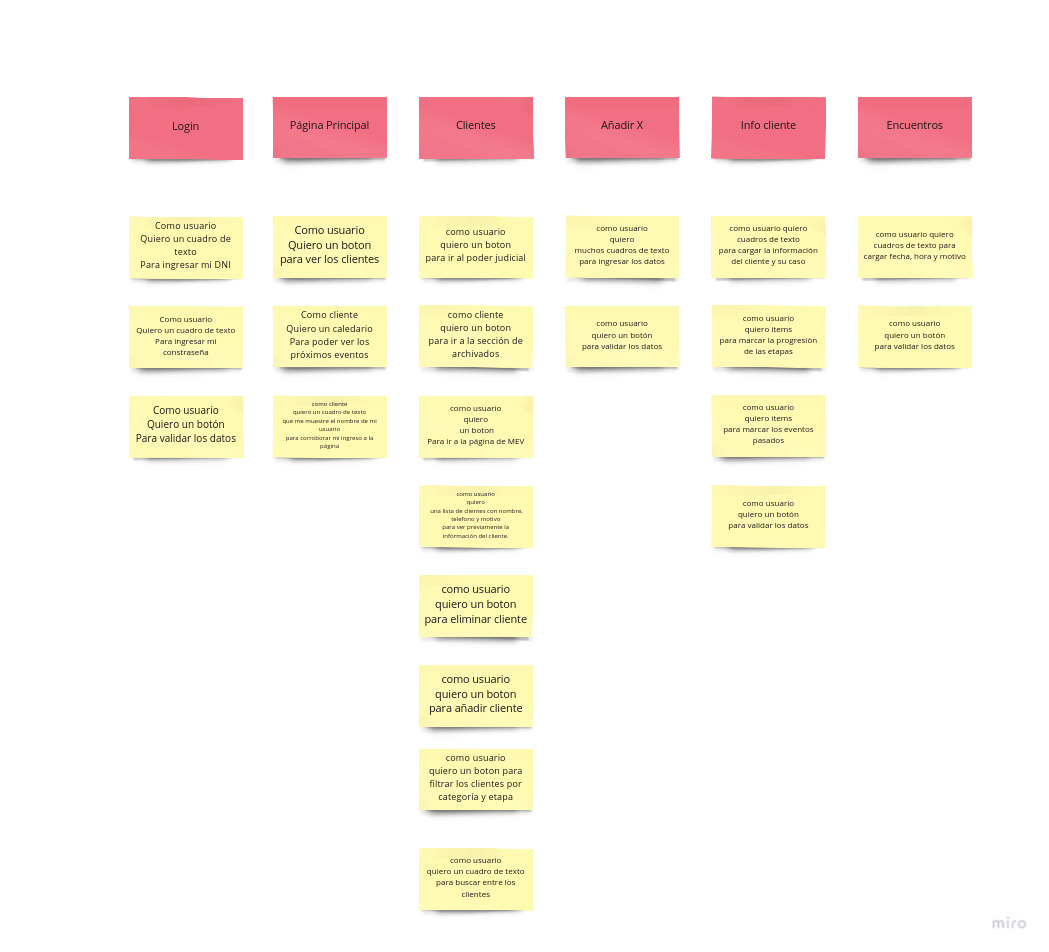 Login
Página Principal
Clientes
Añadir X
Info cliente
Encuentros
Como usuario
Quiero un cuadro de
texto
Para ingresar mi DNI
Como usuario
Quiero un boton
para ver los clientes
como usuario
quiero un boton
para ir al poder judicial
como usuario
quiero
muchos cuadros de texto
para ingresar los datos
como usuario quiero
cuadros de texto
para cargar la información
del cliente y su caso
como usuario quiero
cuadros de texto para
cargar fecha, hora y motivo
Como usuario
Quiero un cuadro de texto
Para ingresar mi
constraseña
Como cliente
Quiero un caledario
Para poder ver los
próximos eventos
como cliente
quiero un boton
para ir a la sección de
archivados
como usuario
quiero un botón
para validar los datos
como usuario
quiero items
para marcar la progresión
de las etapas
como usuario
quiero un botón
para validar los datos
Como usuario
Quiero un botón
Para validar los datos
como cliente
quiero un cuadro de texto
que me muestre el nombre de mi
usuario
para corroborar mi ingreso a la
página
como usuario
quiero
un boton
Para ir a la página de MEV
como usuario
quiero items
para marcar los eventos
pasados
como usuario
quiero
una lista de clientes con nombre,
telefono y motivo
para ver previamente la
información del cliente.
como usuario
quiero un botón
para validar los datos
como usuario
quiero un boton
para eliminar cliente
como usuario
quiero un boton
para añadir cliente
como usuario
quiero un boton para
filtrar los clientes por
categoría y etapa
como usuario
quiero un cuadro de texto
para buscar entre los
clientes
miro